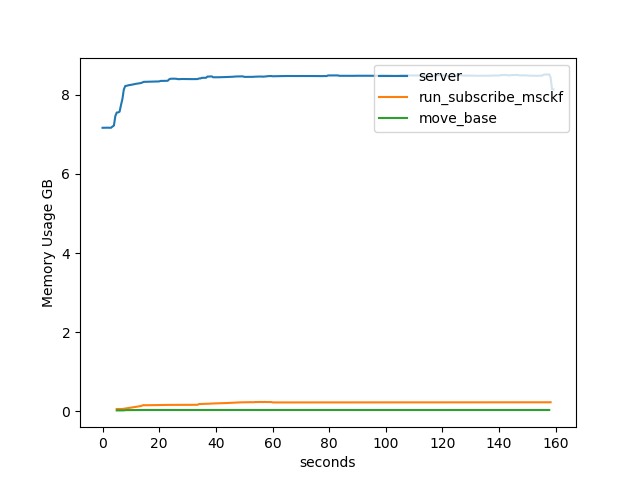 server
run_subscribe_msckf
move_base
8
6
4
2
0
Memory Usage GB
0 20 40 60 80 100 120 140 160
seconds